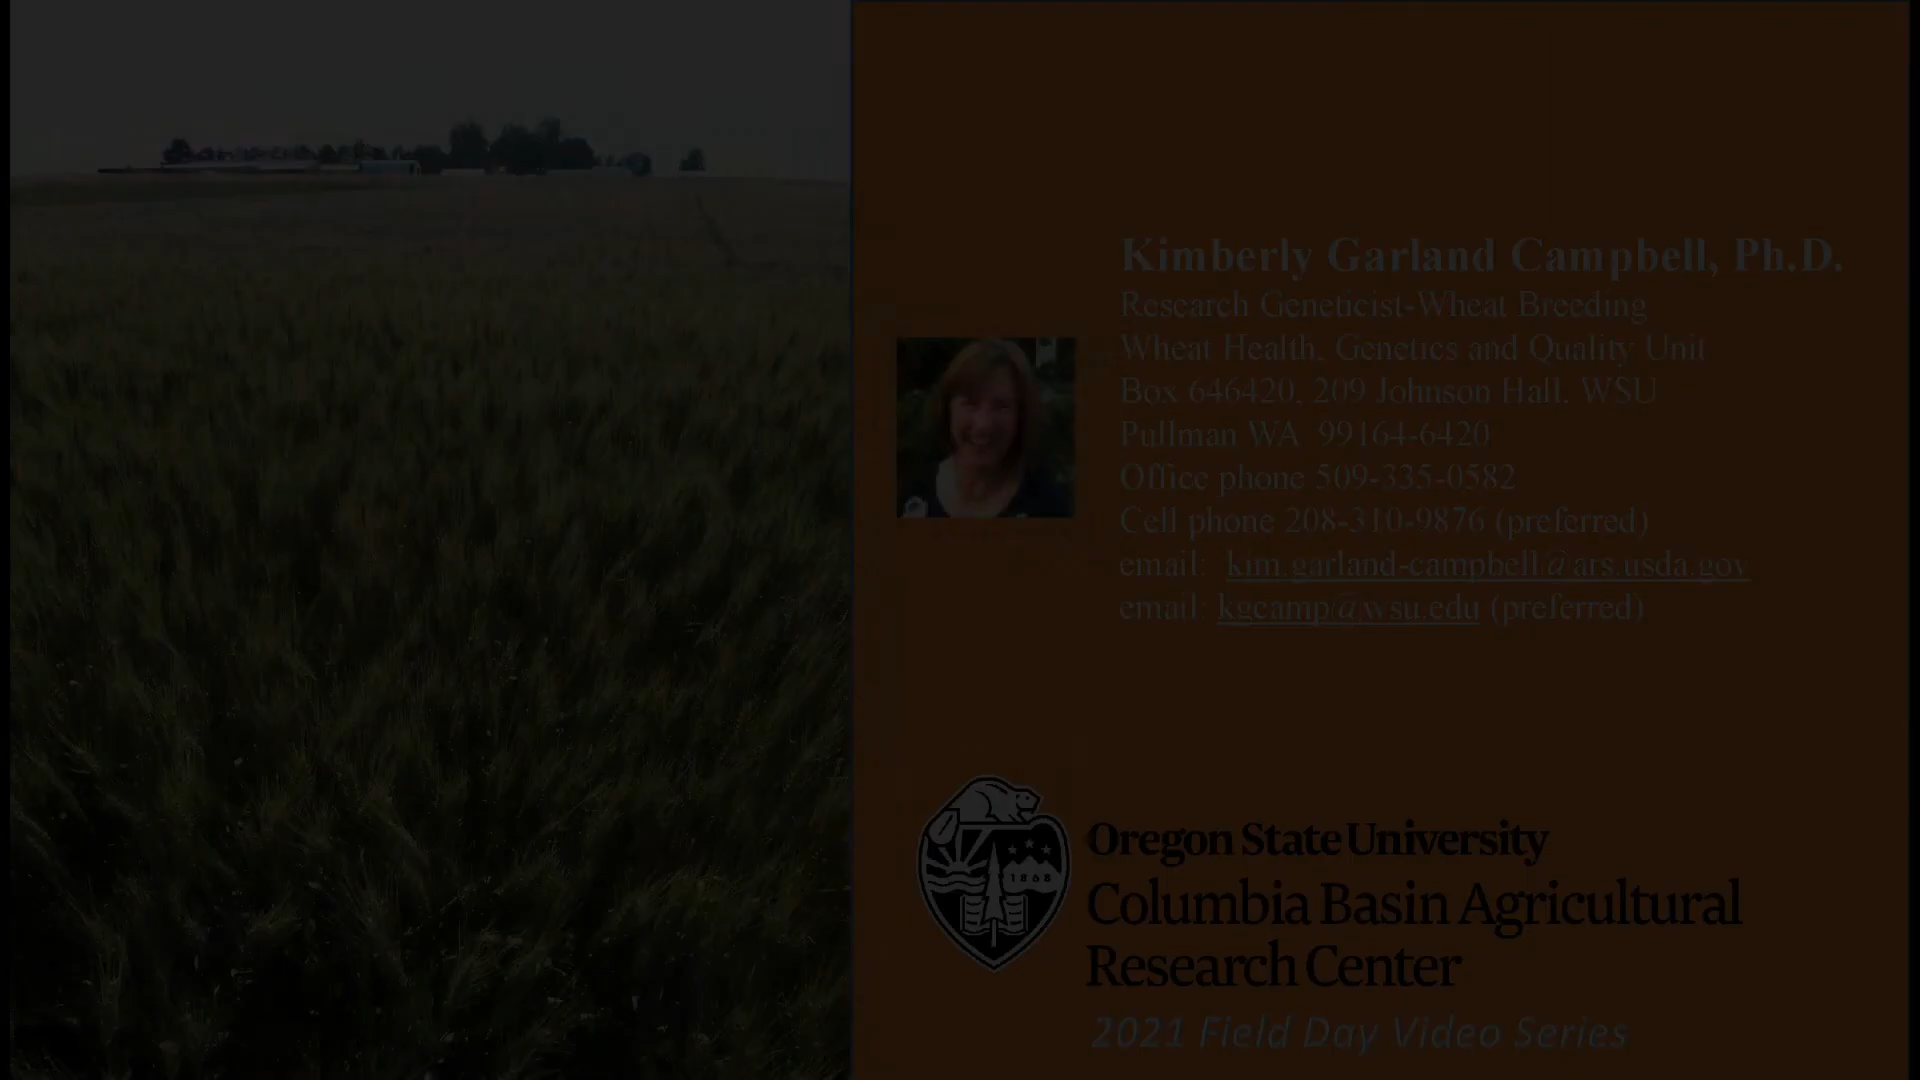 Kimberly Garland Campbell, Ph.D.
Research Geneticist-Wheat Breeding
Wheat Health, Genetics and Quality Unit
Box 646420, 209 Johnson Hall, WSU
Pullman WA 99164-6420
Office phone 509-335-0582
Cell phone 208-310-9876 (preferred)
email: kim.garland-campbell@ars.usda.gov
email: kgcamp@wsu.edu (preferred)
1868
Oregon State University
Columbia Basin Agricultural
Research Center
2021 Field Day Video Series